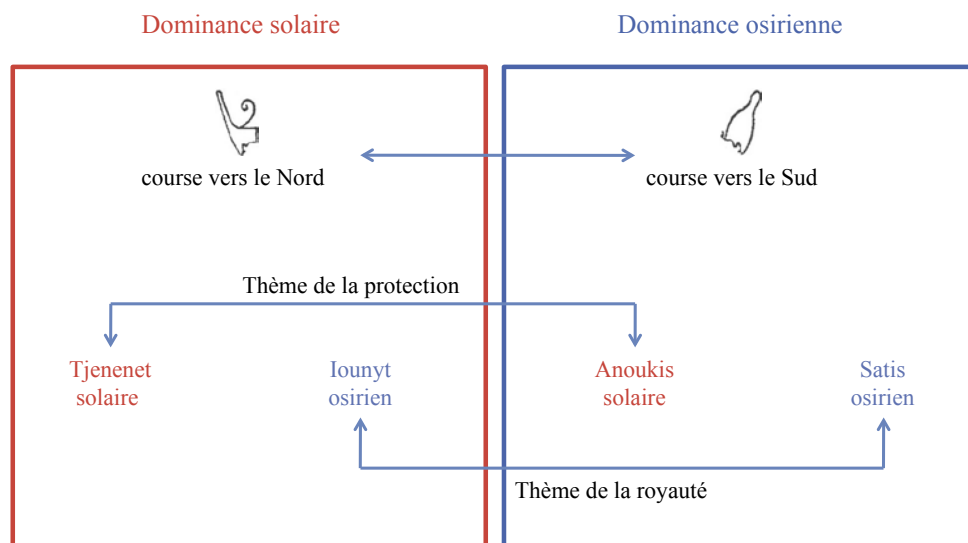 Dominance solaire
Dominance osirienne
course vers le Nord
course vers le Sud
Thème de la protection
Tjenenet
solaire
Iounyt
osirien
Anoukis
solaire
Satis
osirien
Thème de la royauté